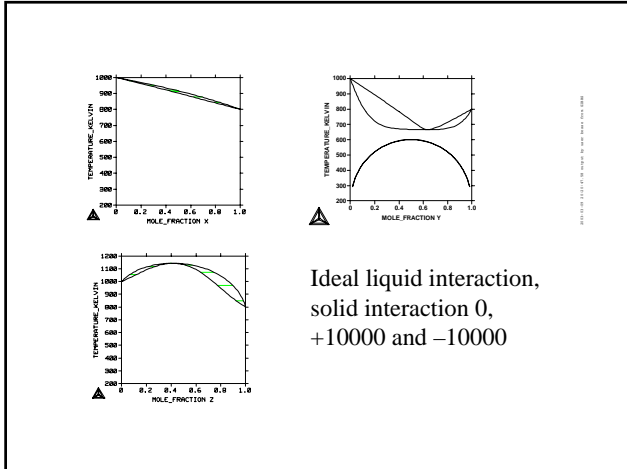 1000
900
800
700
600
500
400
300
200
TEMPERATURE_KELVIN
0 0.2 0.4 0.6 0.8 1.0
MOLE_FRACTION X
1000
900
800
700
600
500
400
300
200
TEMPERATURE_KELVIN
0 0.2 0.4 0.6 0.8 1.0
MOLE_FRACTION Y
1200
1100
1000
900
800
700
600
500
400
300
200
TEMPERATURE_KELVIN
0 0.2 0.4 0.6 0.8 1.0
MOLE_FRACTION Z
Ideal liquid interaction,
solid interaction 0,
+10000 and –10000